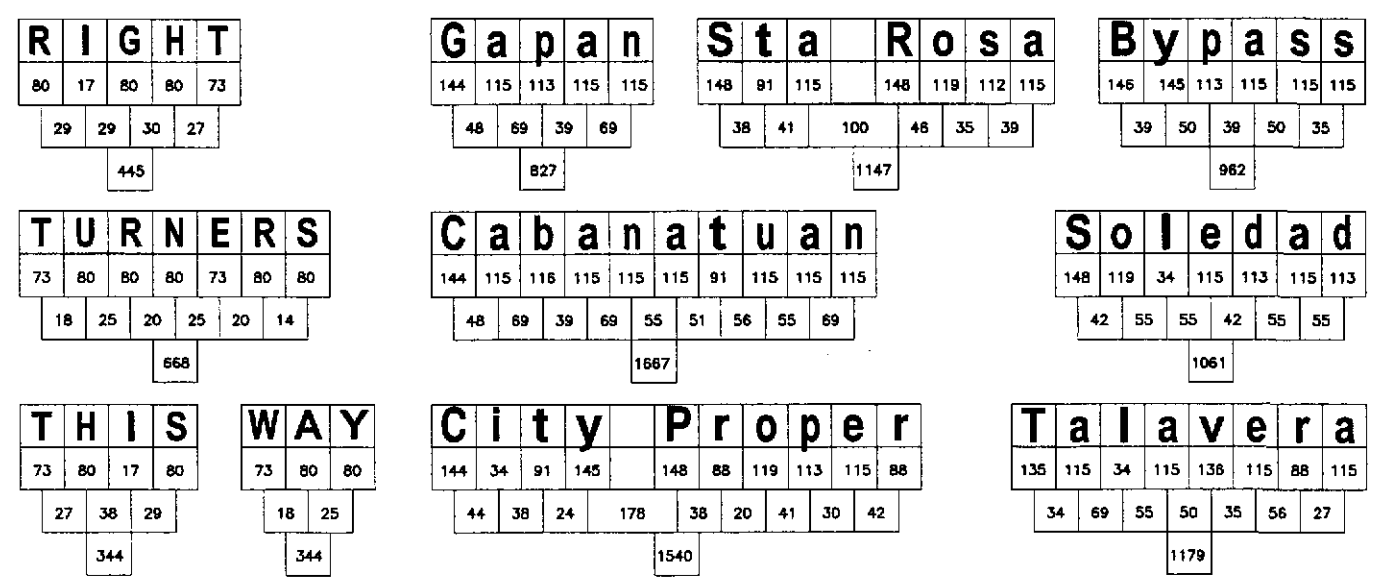 RIGHT Gapan Sta Rosa Bypass
80 17 80 80 73 144 115 113 115 115 148 91 115 148 119 112 115 146 145 113 115 115 115
29 29 30 27 48 69 39 69 38 41 100 46 35 39 39 50 39 50 35
445 827 1147 962
TURNERS Cabanatuan Soledad
73 80 80 80 73 80 80 144 115 116 115 115 115 91 115 115 115 148 119 34 115 113 115 113
18 25 20 25 20 14 48 69 39 69 55 51 56 55 69 42 55 55 42 55 55
668 1667 1061
THIS WAY City Proper Talavera
73 80 17 80 73 80 80 144 34 91 145 148 88 119 113 115 88 135 115 34 115 136 115 88 115
27 38 29 18 25 44 38 24 178 38 20 41 30 42 34 69 55 50 35 56 27
344 344 1540 1179